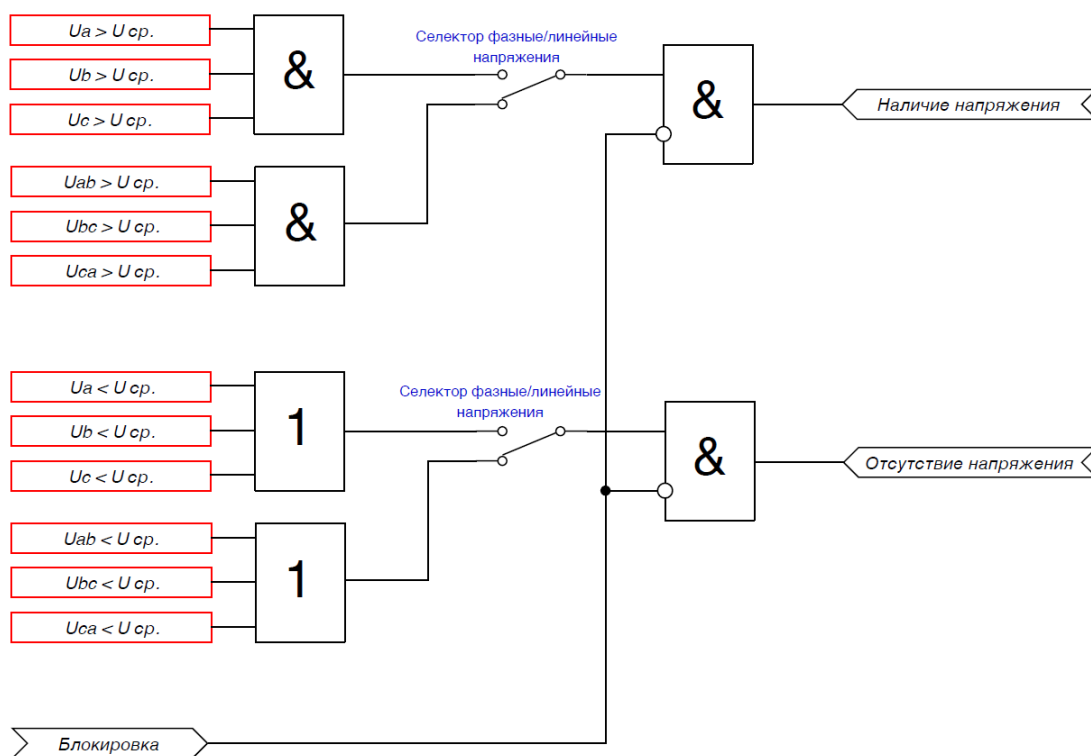 Ua > U ср.
Ub > U ср.
Uc > U ср.
&
Селектор фазные/линейные
напряжения
&
Наличие напряжения
Uab > U ср.
Ubc > U ср.
Uca > U ср.
&
Ua < U ср.
Ub < U ср.
Uc < U ср.
1
Селектор фазные/линейные
напряжения
&
Отсутствие напряжения
Uab < U ср.
Ubc < U ср.
Uca < U ср.
1
Блокировка